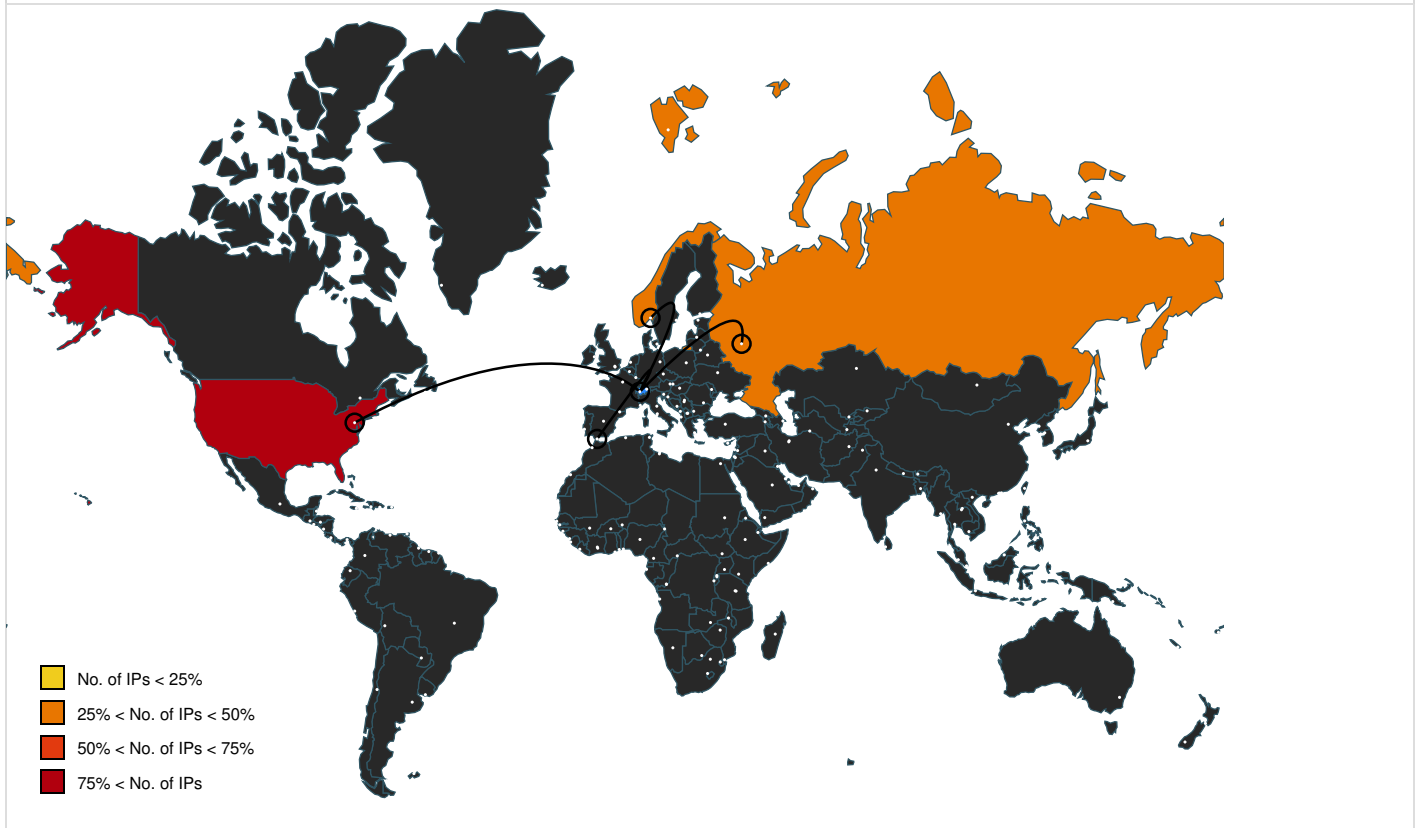 No. of IPs < 25%
25% < No. of IPs < 50%
50% < No. of IPs < 75%
75% < No. of IPs